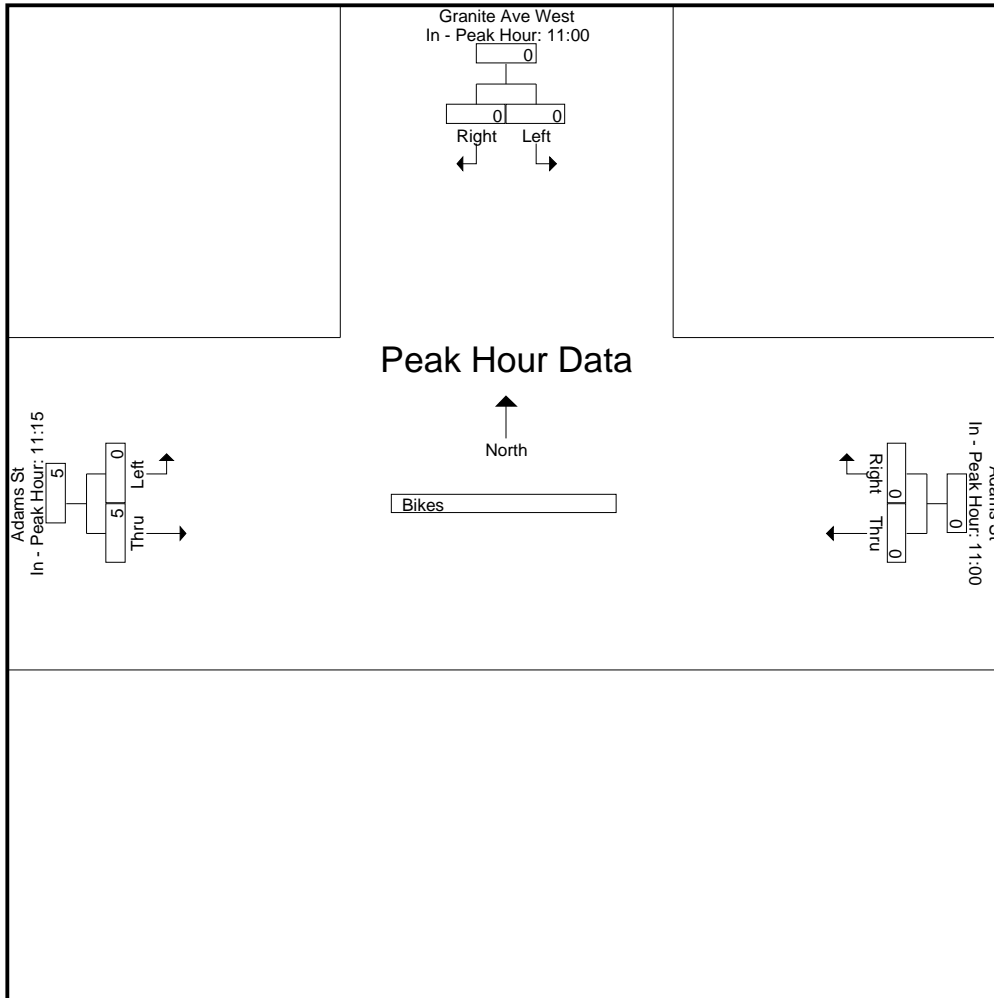 Granite Ave West
In - Peak Hour: 11:00
0
0 0
Right Left
Peak Hour Data
North
Bikes
Adams St
In - Peak Hour: 11:15
5
0
5
Left
Thru
Adams St
In - Peak Hour: 11:00
0
0
0
Right
Thru